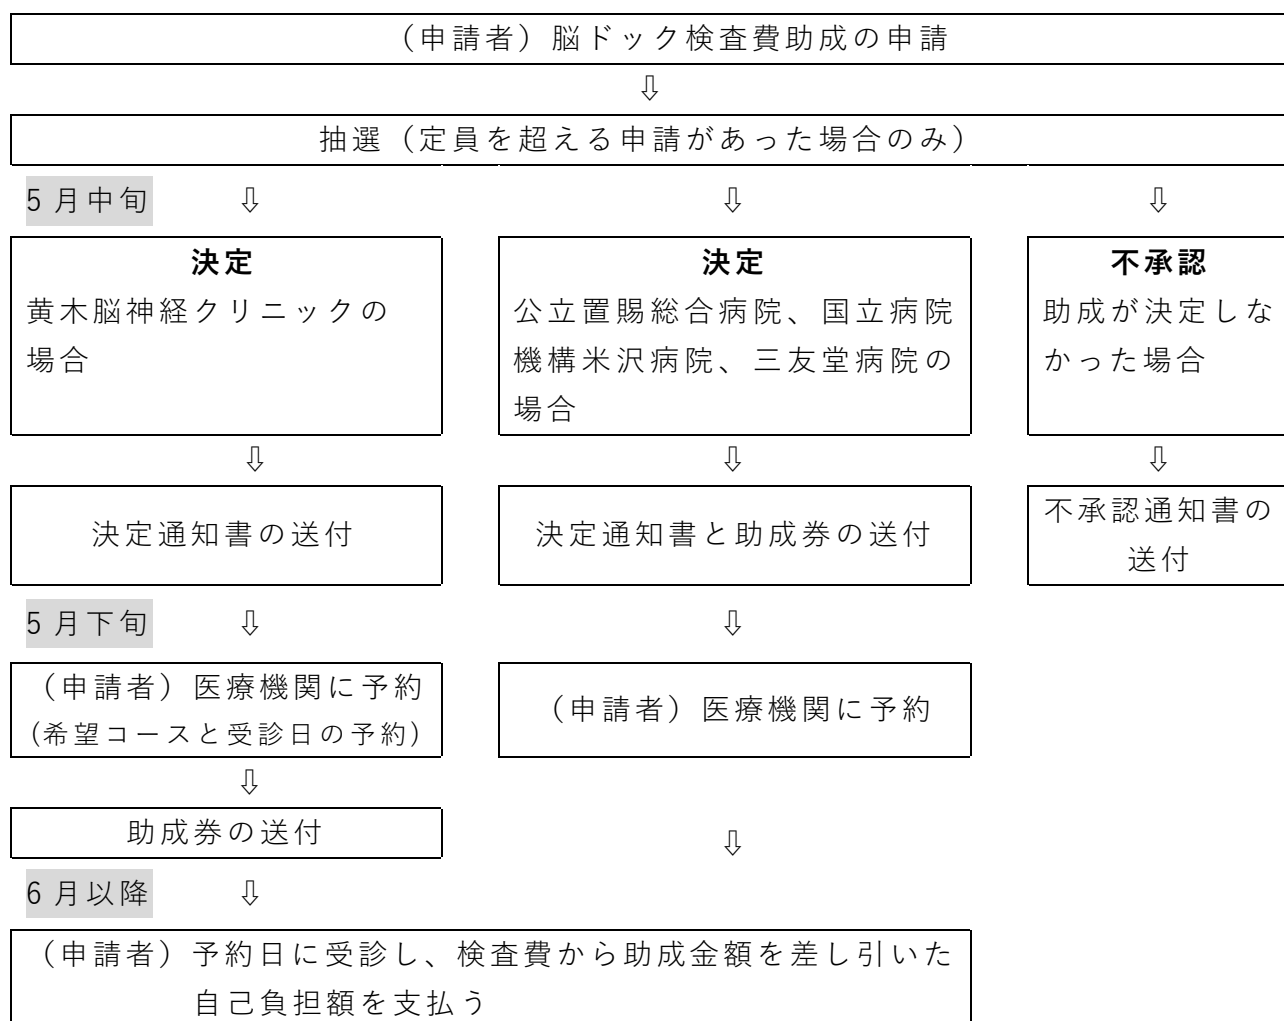 （申請者）脳ドック検査費助成の申請
⇩
抽選（定員を超える申請があった場合のみ）
5月中旬 ⇩ ⇩ ⇩
決定
黄木脳神経クリニックの
場合
決定
公立置賜総合病院、国立病院
機構米沢病院、三友堂病院の
場合
不承認
助成が決定しな
かった場合
⇩ ⇩ ⇩
決定通知書の送付
決定通知書と助成券の送付
不承認通知書の
送付
5月下旬 ⇩ ⇩
（申請者）医療機関に予約
(希望コースと受診日の予約)
（申請者）医療機関に予約
⇩
助成券の送付
⇩
6月以降 ⇩
（申請者）予約日に受診し、検査費から助成金額を差し引いた
自己負担額を支払う